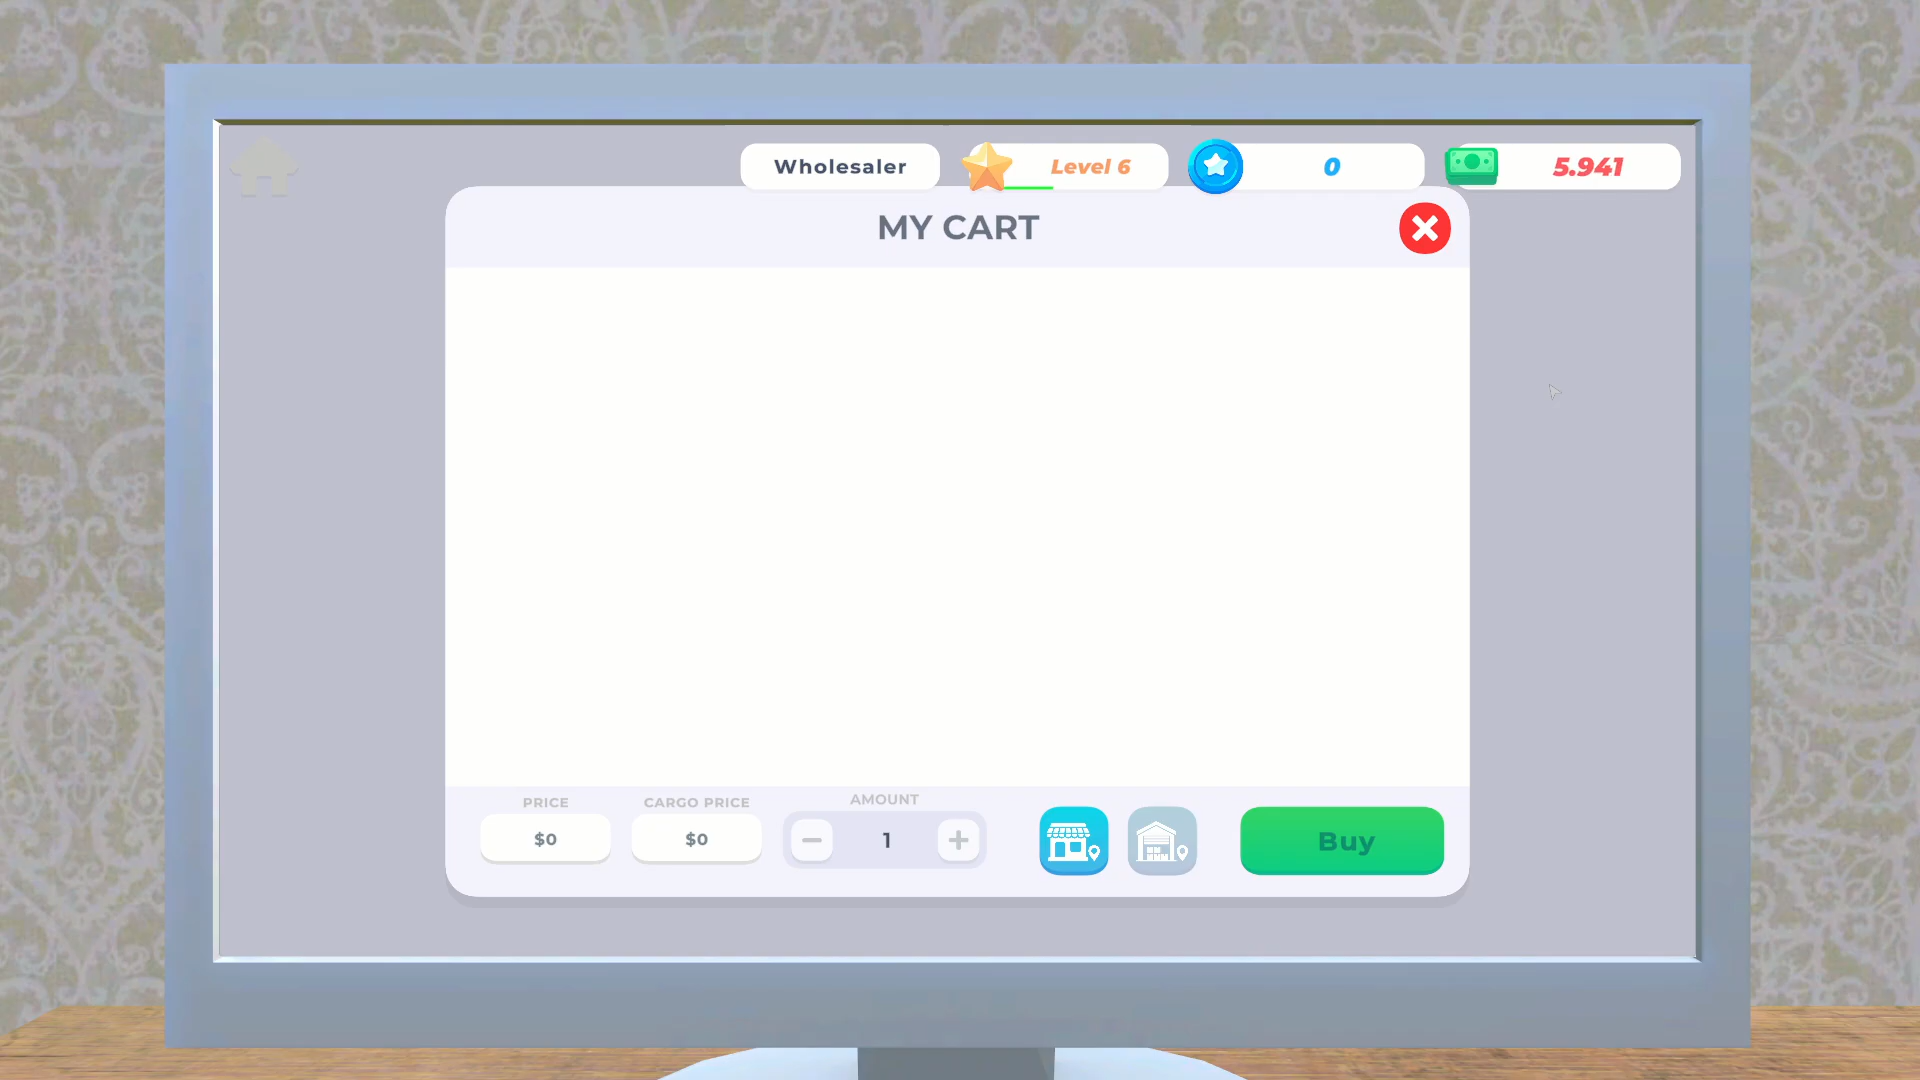 Wholesaler
Level 6
0
5.941
MY CART
PRICE
CARGO PRICE
AMOUNT
$0
$0
1
Buy